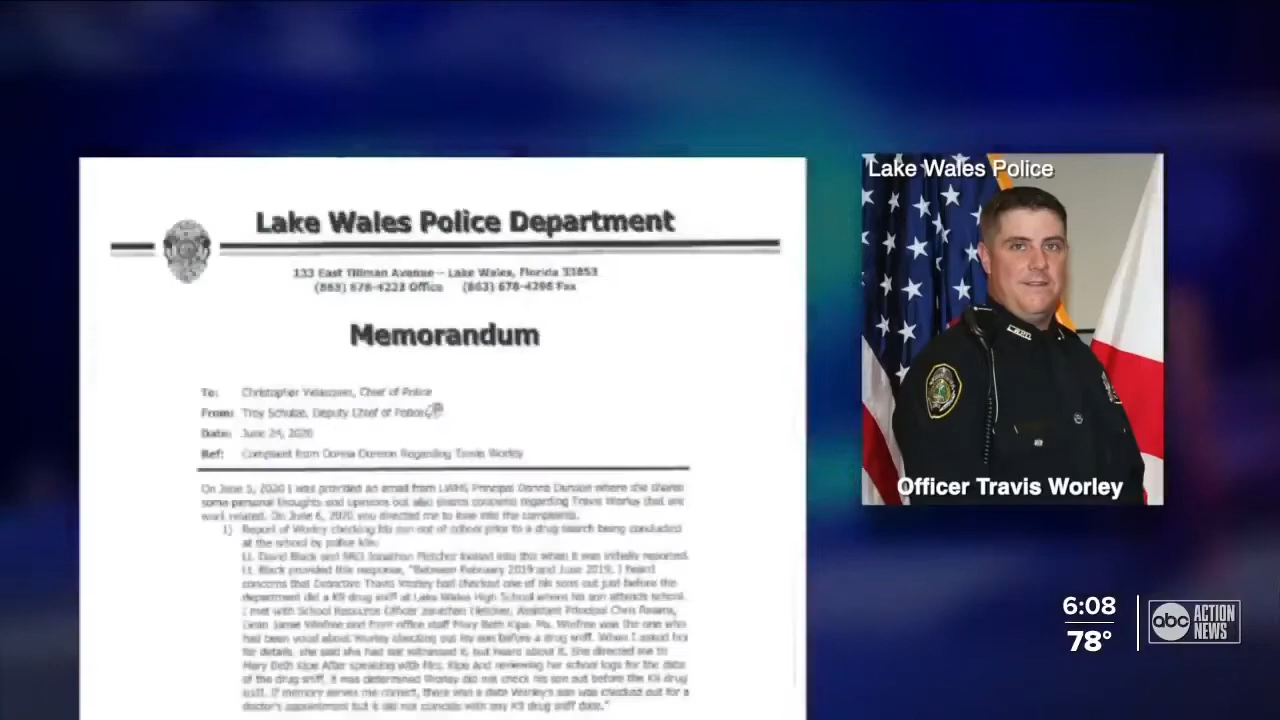 Lake Wales Police Department
133 East Tillman Avenue – Lake Wales, Florida 33853
(863) 678-4223 Office (863) 678-4298 Fax
Memorandum
To: Christopher Velasquez, Chief of Police
From: Troy Schulze, Deputy Chief of Police
Date: June 24, 2020
Ref: Complaint from Donna Dunson Regarding Travis Worley
On June 5, 2020 I was provided an email from LWHS Principal Donna Dunson where she shares
some personal thoughts and opinions but also shares concerns regarding Travis Worley that are
work related. On June 6, 2020 you directed me to look into the complaints.
1) Report of Worley checking his son out of school prior to a drug search being conducted
at the school by police k9s.
Lt. David Black and SRO Jonathan Fletcher looked into this when it was initially reported.
Lt. Black provided this response, "Between February 2019 and June 2019, I heard
concerns that Detective Travis Worley had checked one of his sons out just before the
department did a K9 drug sniff at Lake Wales High School where his son attends school.
I met with School Resource Officer Jonathan Fletcher, Assistant Principal Chris
Dean Jamie Winfree and front office staff Mary Beth Kipe. Ms. Winfree was the one who
had been vocal about Worley checking out his son before a drug sniff. When I asked her
for details, she said she had not witnessed it, but heard about it. She directed me to
Mary Beth Kipe After speaking with Mrs. Kipe And reviewing her school logs for the date
of the drug sniff, it was determined Worley did not check his son out before the K9 drug
sniff. If memory serves me correct, there was a date Worley's son was checked out for a
doctor's appointment but it did not coincide with any K9 drug sniff date."
Lake Wales Police
LWPD
Officer Travis Worley
6:08
78°
abc ACTION NEWS